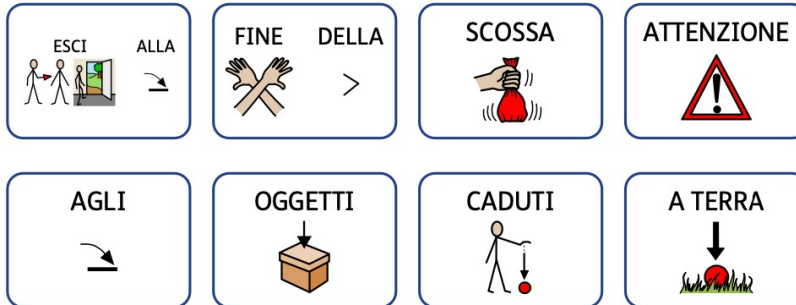 ESCI ALLA FINE DELLA SCOSSA ATTENZIONE
AGLI OGGETTI CADUTI A TERRA